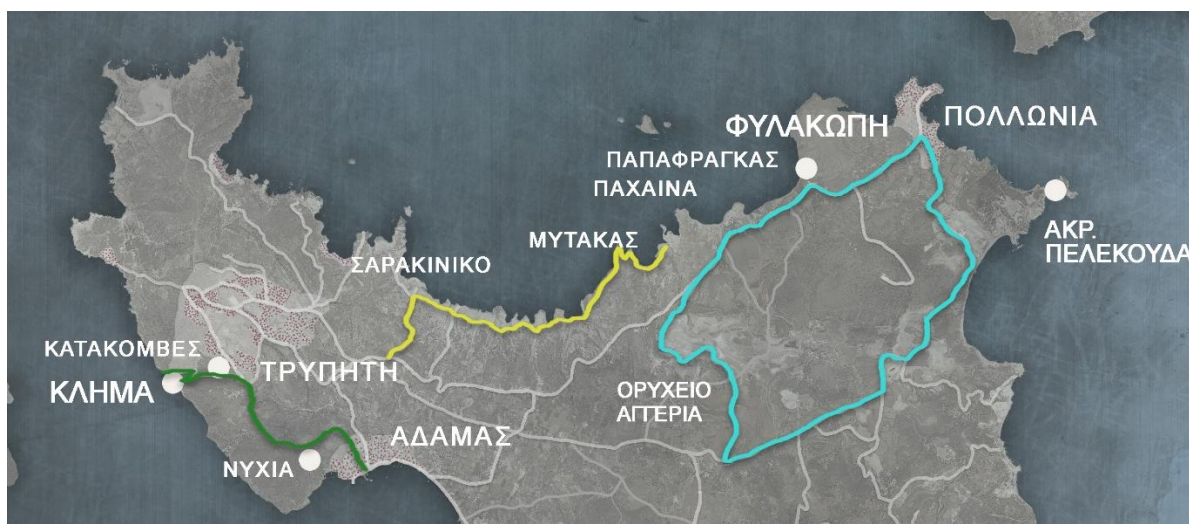 ΠΟΛΛΩΝΙΑ
ΦΥΛΑΚΩΠΗ
ΠΑΠΑΦΡΑΓΚΑΣ
ΠΑΧΑΙΝΑ
ΜΥΤΑΚΑΣ
ΑΚΡ.
ΠΕΛΕΚΟΥΔΑ
ΣΑΡΑΚΙΝΙΚΟ
ΚΑΤΑΚΟΜΒΕΣ
ΤΡΥΠΗΤΗ
ΚΛΗΜΑ
ΟΡΥΧΕΙΟ
ΑΓΓΕΡΙΑ
ΑΔΑΜΑΣ
ΝΥΧΙΑ